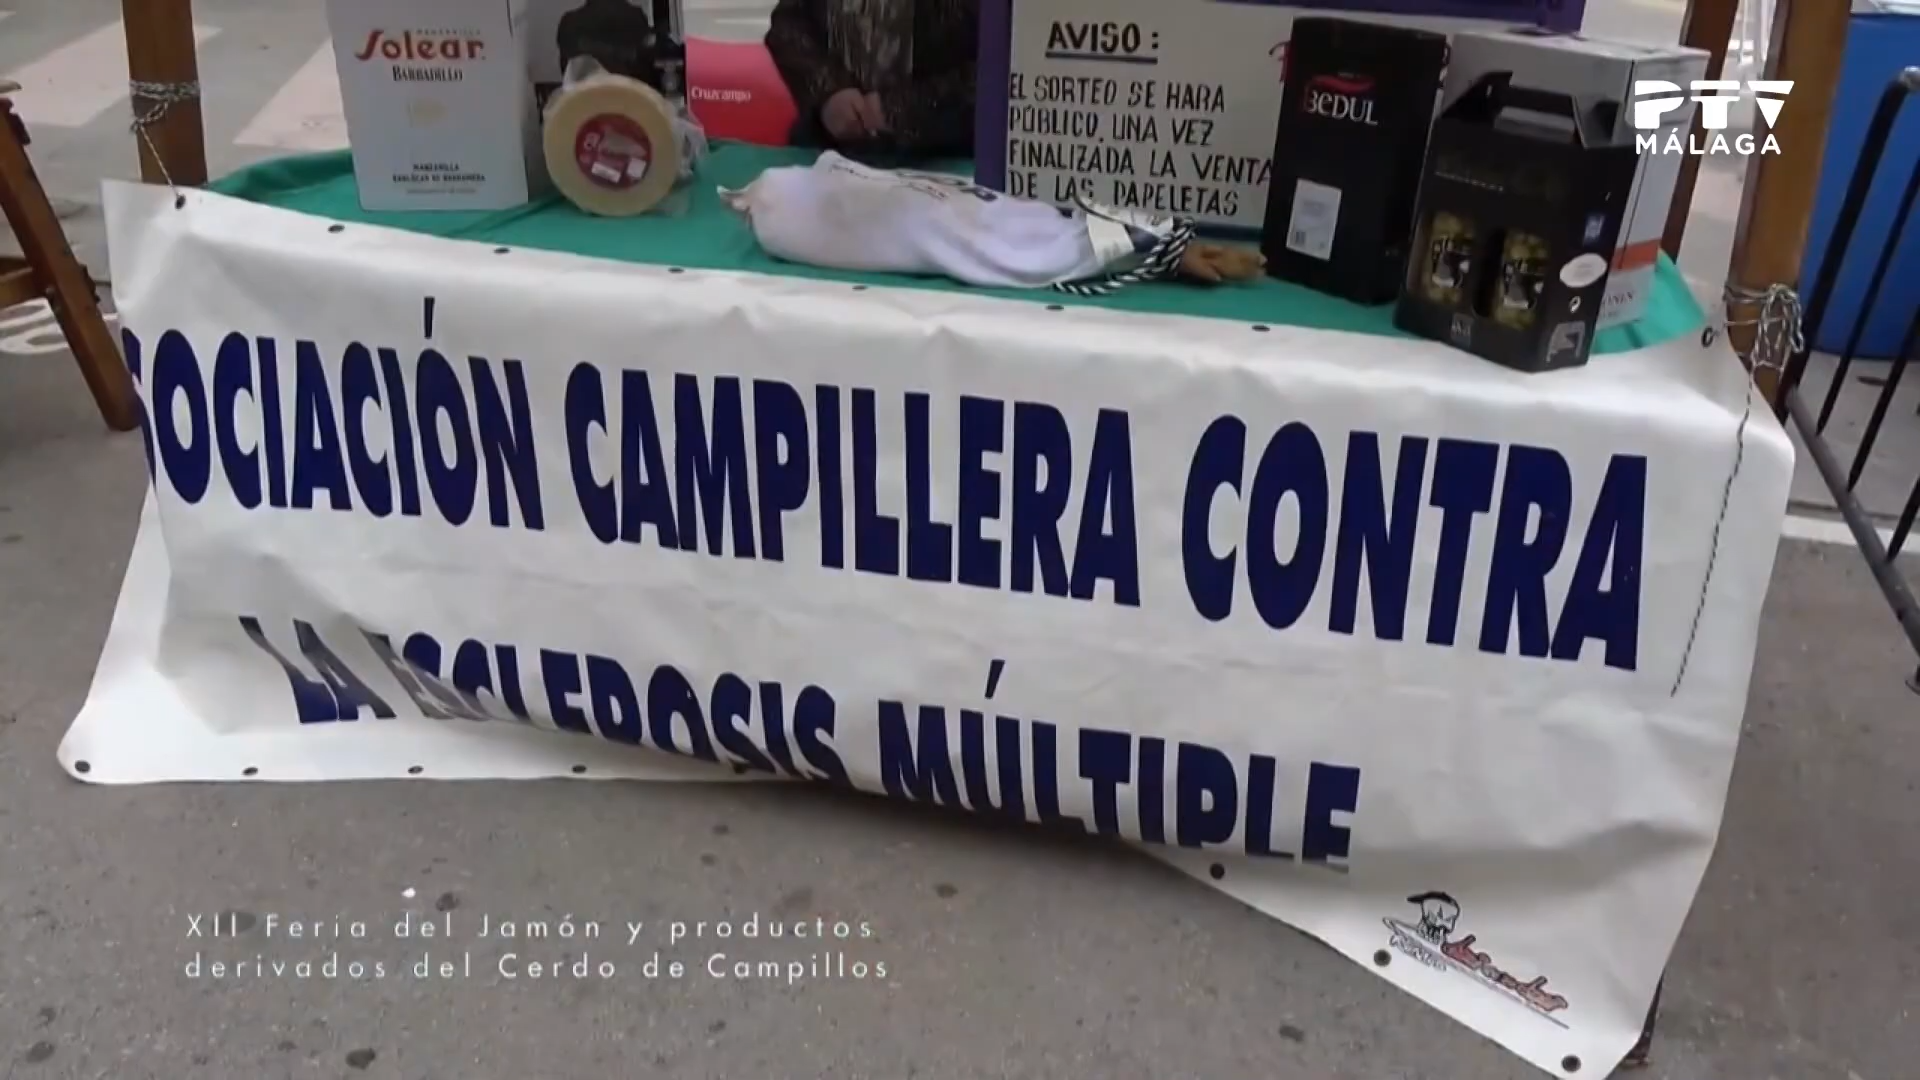 Solear
BARBADILLO
MANZANILLA
Cruzcampo
AVISO:
EL SORTEO SE HARA
PÚBLICO, UNA VEZ
FINALIZADA LA VENTA
DE LAS PAPELETAS
BEDUL
PTV
MÁLAGA
SOCIACIÓN CAMPILLERA CONTRA
LA ESCLEROSIS MÚLTIPLE
XII Feria del Jamón y productos
derivados del Cerdo de Campillos